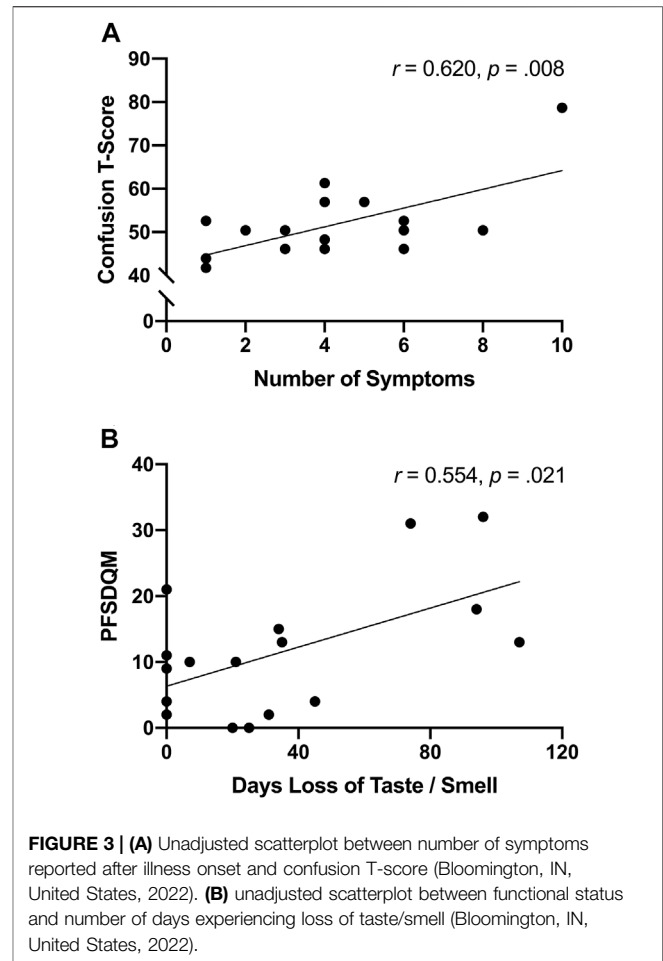 A
r = 0.620, p = .008
Confusion T-Score
90
80
70
60
50
40
0
0 2 4 6 8 10
Number of Symptoms
B
r = 0.554, p = .021
PFSDQM
40
30
20
10
0
0 40 80 120
Days Loss of Taste / Smell
FIGURE 3 | (A) Unadjusted scatterplot between number of symptoms
reported after illness onset and confusion T-score (Bloomington, IN,
United States, 2022). (B) unadjusted scatterplot between functional status
and number of days experiencing loss of taste/smell (Bloomington, IN,
United States, 2022).